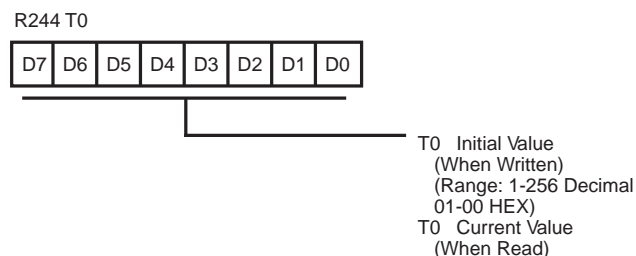 R244 T0
D7 D6 D5 D4 D3 D2 D1 D0
T0 Initial Value
(When Written)
(Range: 1-256 Decimal
01-00 HEX)
T0 Current Value
(When Read)